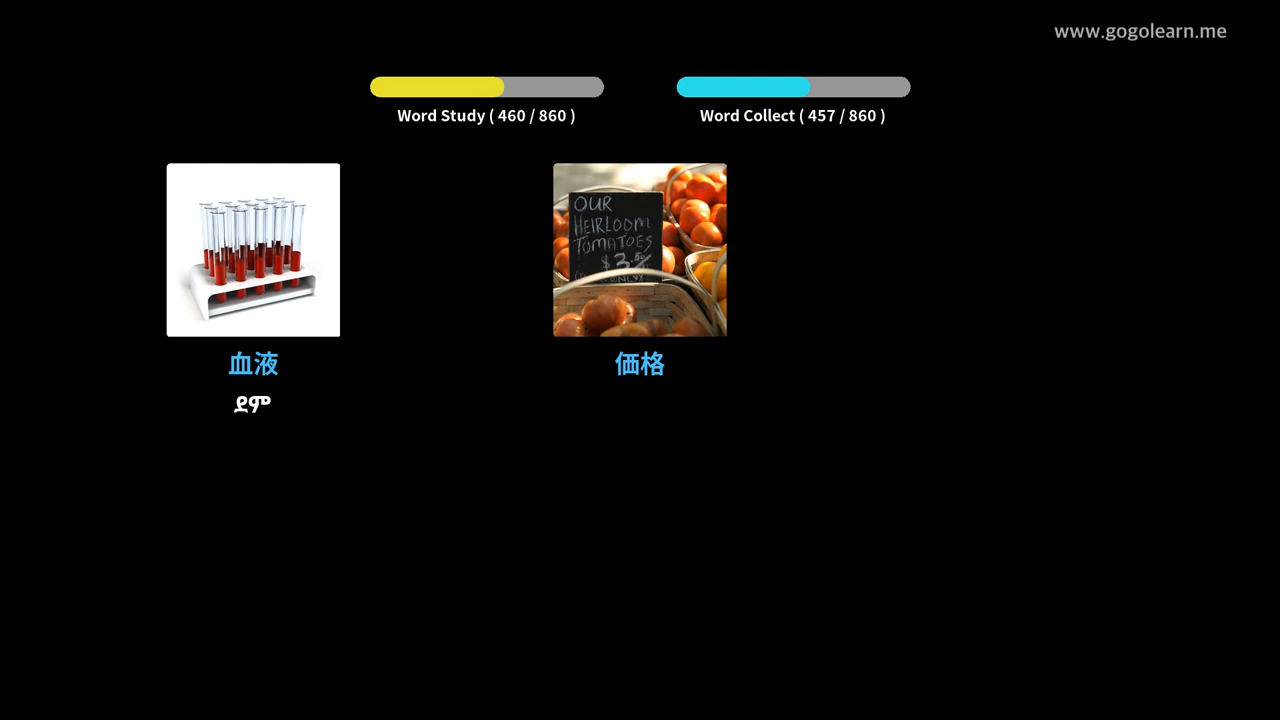 www.gogolearn.me
Word Study ( 460 / 860 )
Word Collect ( 457 / 860 )
OUR
HEIRLOOM
TOMATOES
血液
価格
ደም